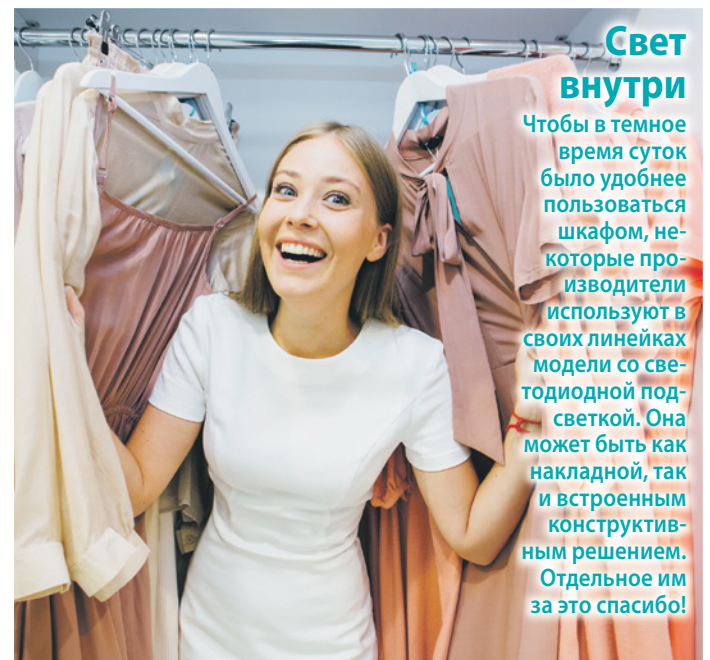 Свет
внутри
Чтобы в темное
время суток
было удобнее
пользоваться
шкафом, не-
которые про-
изводители
используют в
своих линейках
модели со све-
тодиодной под-
светкой. Она
может быть как
накладной, так
и встроенным
конструктив-
ным решением.
Отдельное им
за это спасибо!